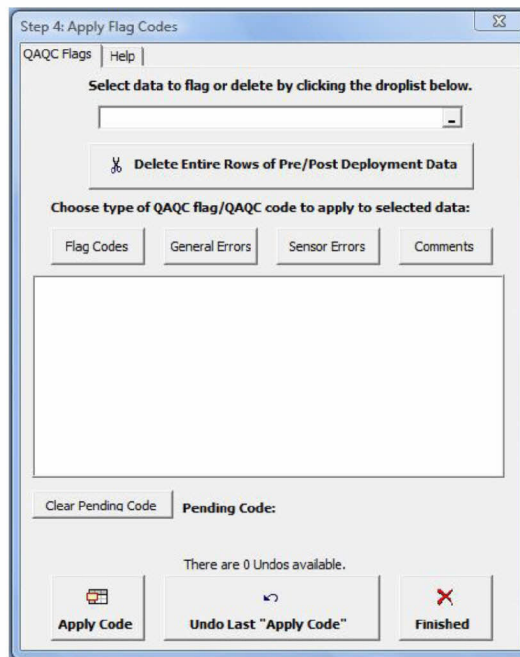 Step 4: Apply Flag Codes
QAQC Flags Help
Select data to flag or delete by clicking the droplist below.
Delete Entire Rows of Pre/Post Deployment Data
Choose type of QAQC flag/QAQC code to apply to selected data:
Flag Codes General Errors Sensor Errors Comments
Clear Pending Code Pending Code:
There are 0 Undos available.
Apply Code Undo Last "Apply Code" Finished